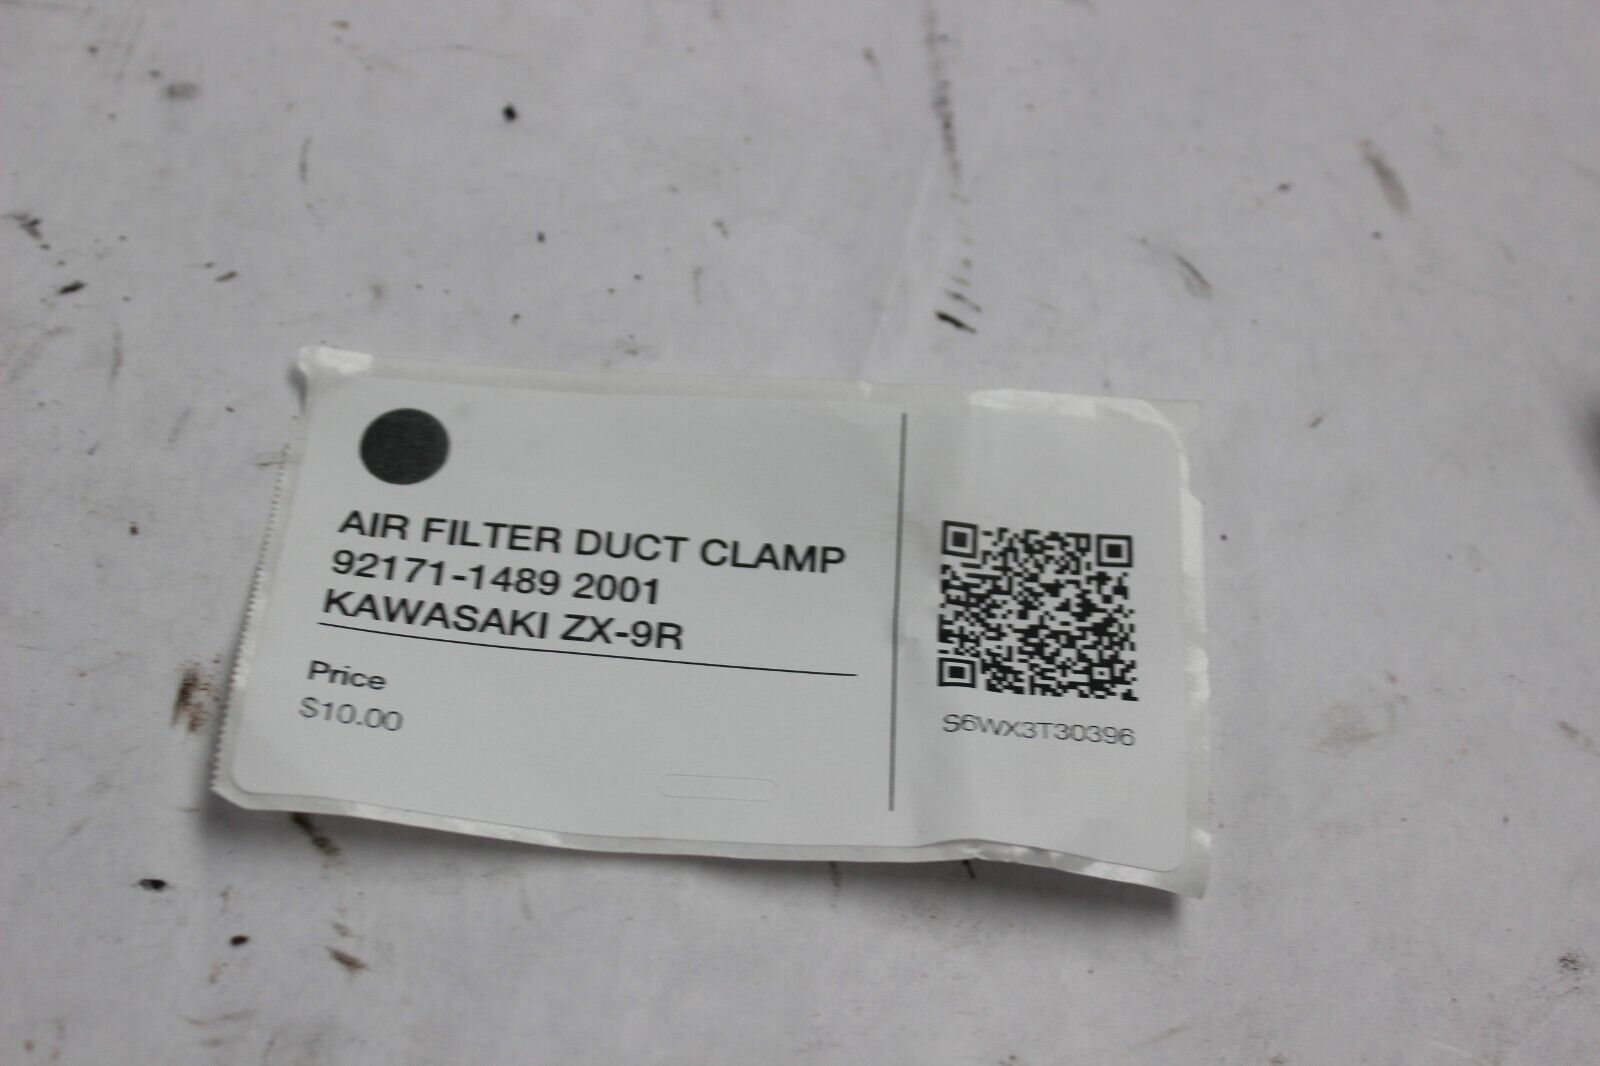 AIR FILTER DUCT CLAMP
92171-1489 2001
KAWASAKI ZX-9R
Price
$10.00
S6WX3T30396